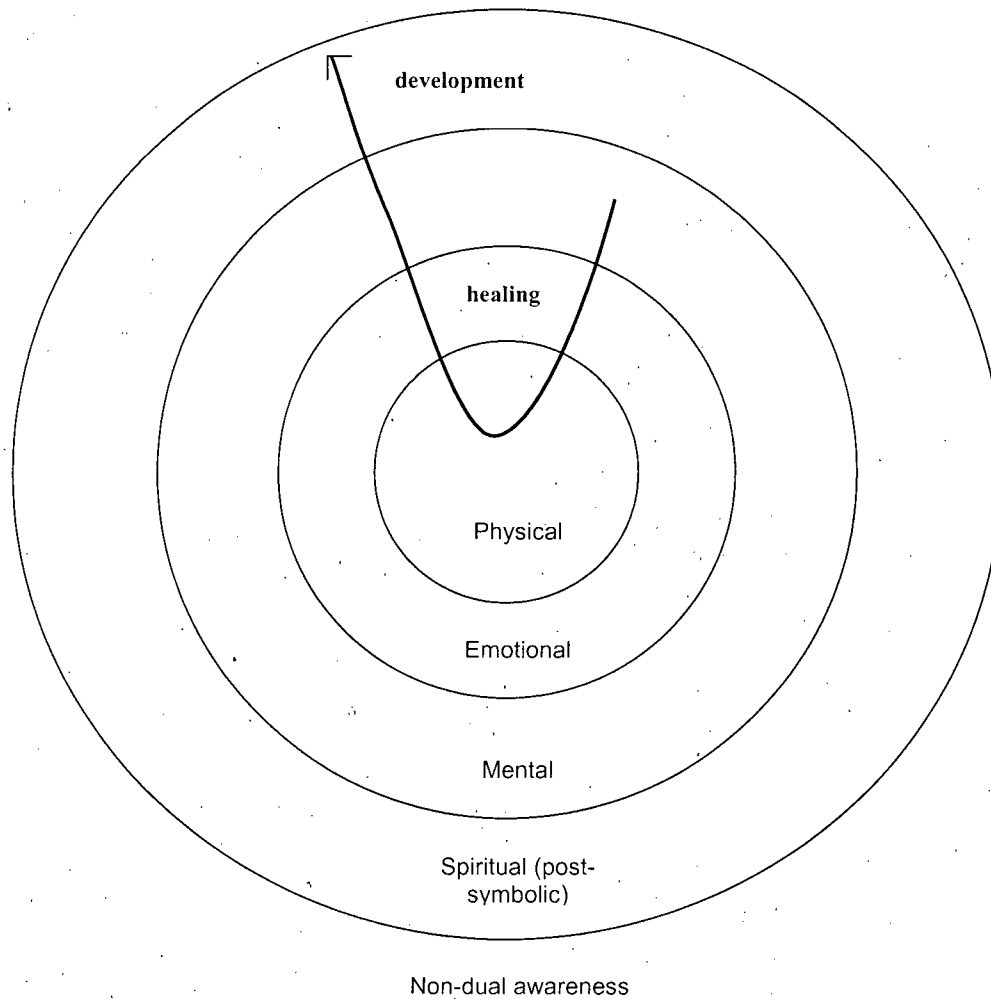 development
healing
Physical
Emotional
Mental
Spiritual (post-
symbolic)
Non-dual awareness